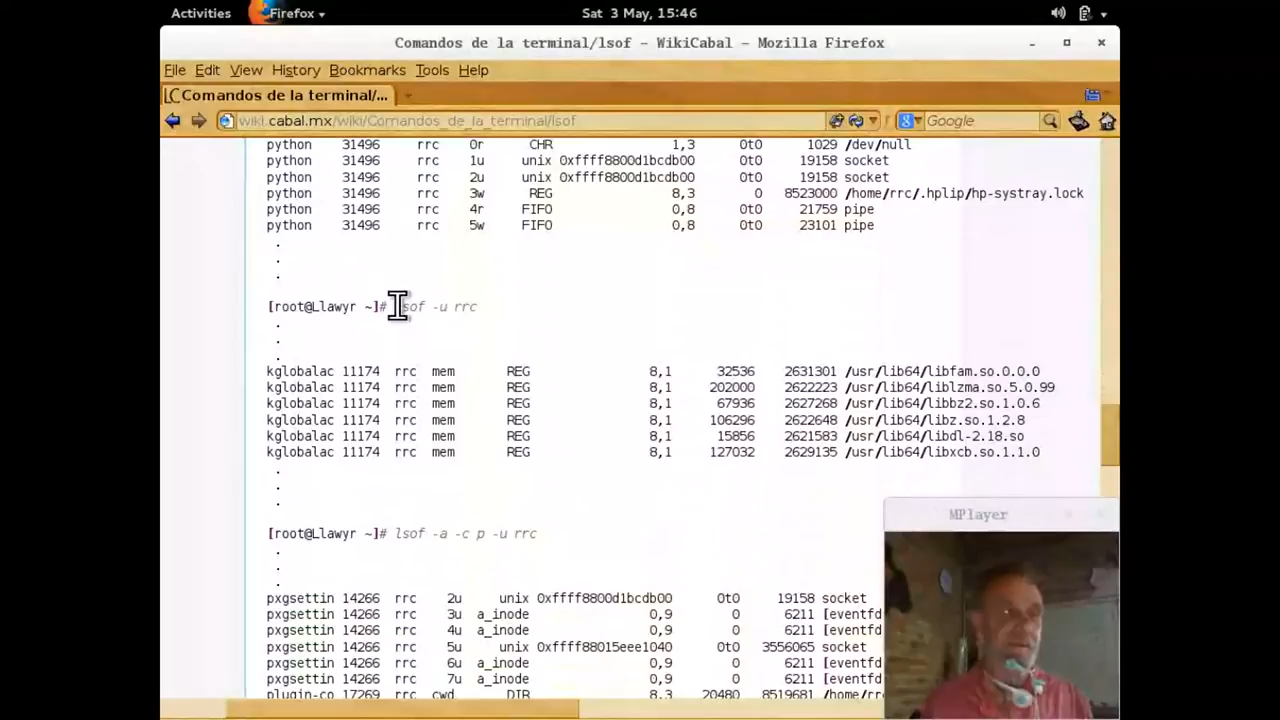 Activities Firefox Sat 3 May, 15:46
Comandos de la terminal/lsof - WikiCabal - Mozilla Firefox
File Edit View History Bookmarks Tools Help
Comandos de la terminal/...
wiki.cabal.mx/wiki/Comandos_de_la_terminal/lsof Google
python 31496 rrc 0r CHR 1,3 0t0 1029 /dev/null
python 31496 rrc 1u unix 0xffff8800d1bcdb00 0t0 19158 socket
python 31496 rrc 2u unix 0xffff8800d1bcdb00 0t0 19158 socket
python 31496 rrc 3w REG 8,3 0 8523000 /home/rrc/.hplip/hp-systray.lock
python 31496 rrc 4r FIFO 0,8 0t0 21759 pipe
python 31496 rrc 5w FIFO 0,8 0t0 23101 pipe
.
.
.
[root@Llawyr ~]# lsof -u rrc
.
.
.
kglobalac 11174 rrc mem REG 8,1 32536 2631301 /usr/lib64/libfam.so.0.0.0
kglobalac 11174 rrc mem REG 8,1 202000 2622223 /usr/lib64/liblzma.so.5.0.99
kglobalac 11174 rrc mem REG 8,1 67936 2627268 /usr/lib64/libbz2.so.1.0.6
kglobalac 11174 rrc mem REG 8,1 106296 2622648 /usr/lib64/libz.so.1.2.8
kglobalac 11174 rrc mem REG 8,1 15856 2621583 /usr/lib64/libdl-2.18.so
kglobalac 11174 rrc mem REG 8,1 127032 2629135 /usr/lib64/libxcb.so.1.1.0
.
.
.
[root@Llawyr ~]# lsof -a -c p -u rrc
.
.
.
pxgsettin 14266 rrc 2u unix 0xffff8800d1bcdb00 0t0 19158 socket
pxgsettin 14266 rrc 3u a_inode 0,9 0 6211 [eventfd
pxgsettin 14266 rrc 4u a_inode 0,9 0 6211 [eventfd
pxgsettin 14266 rrc 5u unix 0xffff88015eee1040 0t0 3556065 socket
pxgsettin 14266 rrc 6u a_inode 0,9 0 6211 [eventfd
pxgsettin 14266 rrc 7u a_inode 0,9 0 6211 [eventfd
plugin-co 17269 rrc cwd DIR 8,3 20480 8519681 /home/rr
MPlayer